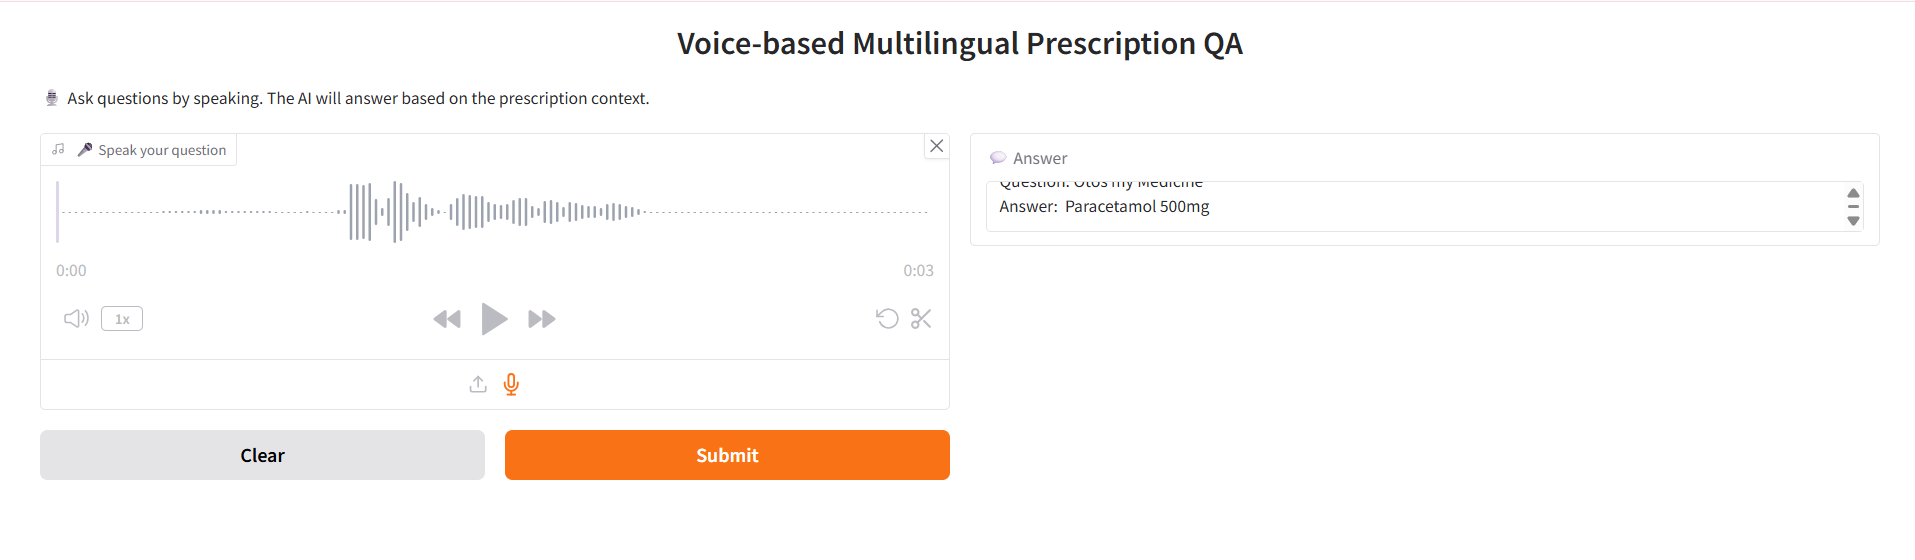 Voice-based Multilingual Prescription QA
Ask questions by speaking. The AI will answer based on the prescription context.
Speak your question
0:00
0:03
1x
Clear
Submit
Answer
Question: Otos my Medicine
Answer: Paracetamol 500mg